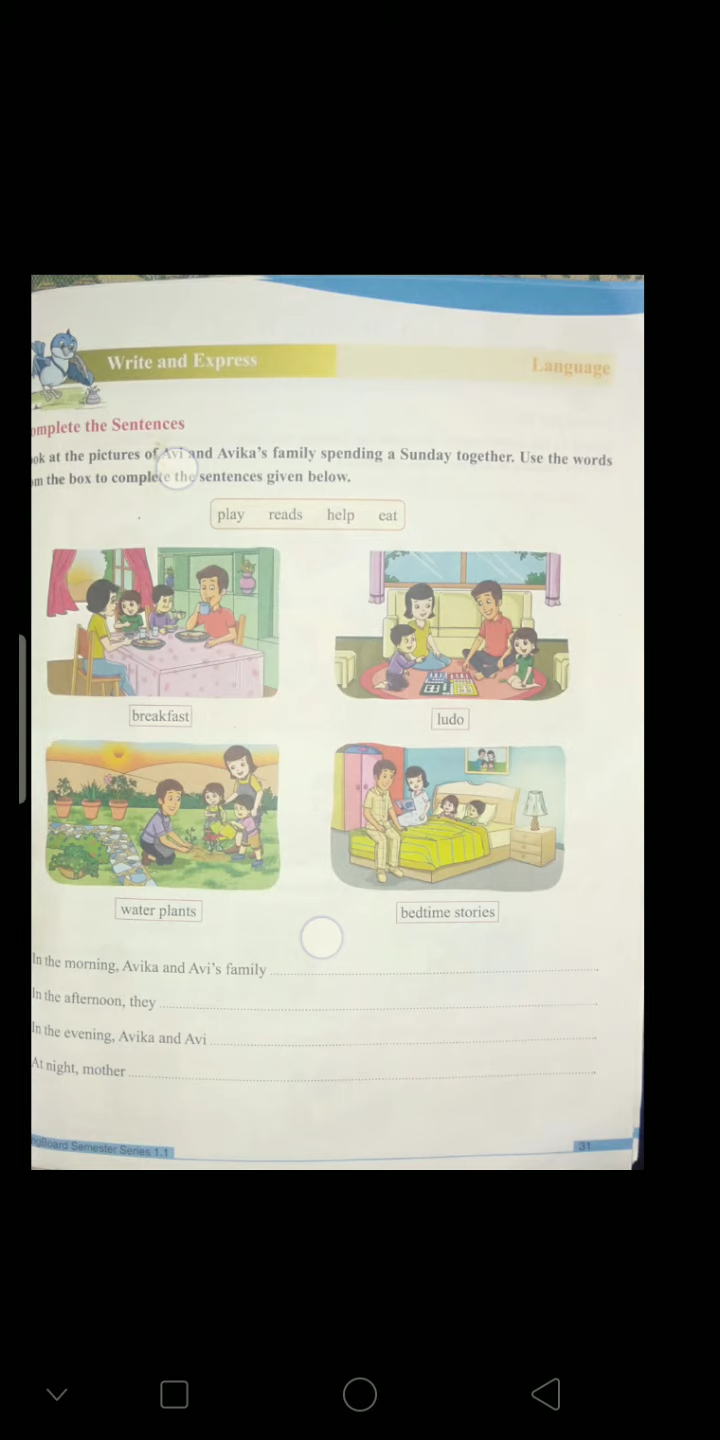 Write and Express
Language
omplete the Sentences
ok at the pictures of Avi and Avika's family spending a Sunday together. Use the words
m the box to complete the sentences given below.
play reads help eat
breakfast
ludo
water plants
bedtime stories
In the morning, Avika and Avi's family
In the afternoon, they
In the evening, Avika and Avi
At night, mother
Board Semester Series 1.1
31